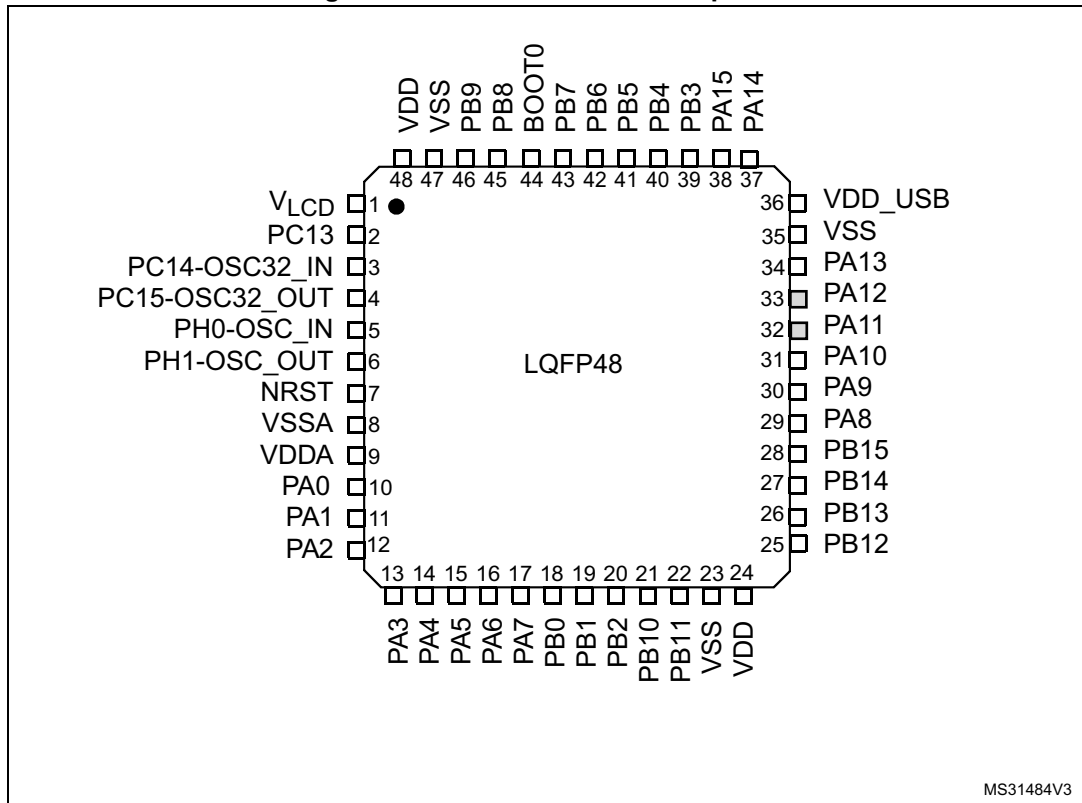 VDD
VSS
PB9
PB8
BOOT0
PB7
PB6
PB5
PB4
PB3
PA15
PA14
48 47 46 45 44 43 42 41 40 39 38 37
VLCD 1
PC13 2
PC14-OSC32_IN 3
PC15-OSC32_OUT 4
PH0-OSC_IN 5
PH1-OSC_OUT 6
NRST 7
VSSA 8
VDDA 9
PA0 10
PA1 11
PA2 12
LQFP48
36 VDD_USB
35 VSS
34 PA13
33 PA12
32 PA11
31 PA10
30 PA9
29 PA8
28 PB15
27 PB14
26 PB13
25 PB12
13 14 15 16 17 18 19 20 21 22 23 24
PA3
PA4
PA5
PA6
PA7
PB0
PB1
PB2
PB10
PB11
VSS
VDD
MS31484V3